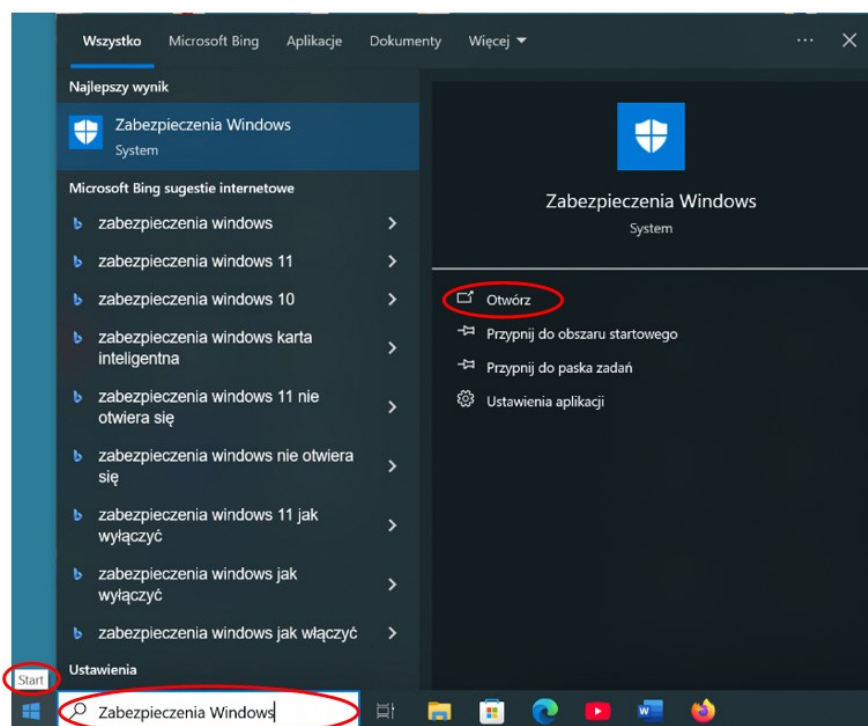 Wszystko Microsoft Bing Aplikacje Dokumenty Więcej
Najlepszy wynik
Zabezpieczenia Windows
System
Microsoft Bing sugestie internetowe
zabezpieczenia windows
zabezpieczenia windows 11
zabezpieczenia windows 10
zabezpieczenia windows karta
inteligentna
zabezpieczenia windows 11 nie
otwiera się
zabezpieczenia windows nie otwiera
się
zabezpieczenia windows 11 jak
wyłączyć
zabezpieczenia windows jak
wyłączyć
zabezpieczenia windows jak włączyć
Ustawienia
Zabezpieczenia Windows
System
Otwórz
Przypnij do obszaru startowego
Przypnij do paska zadań
Ustawienia aplikacji
Start
Zabezpieczenia Windows